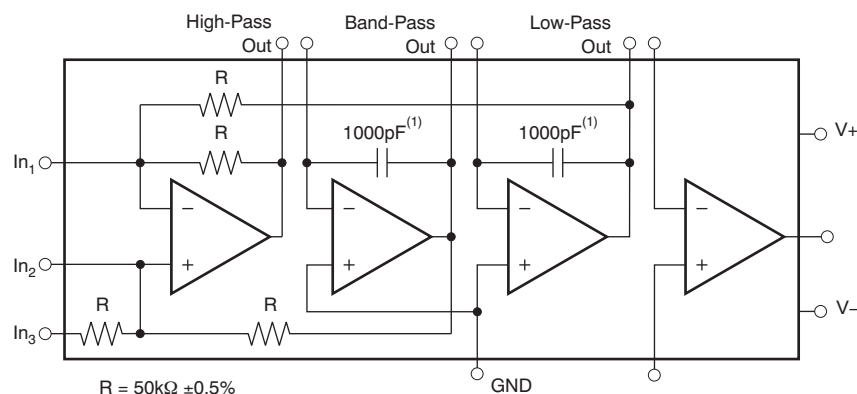 High-Pass
Out
Band-Pass
Out
Low-Pass
Out
R
R
1000pF(1)
1000pF(1)
V+
In1
−
−
−
−
In2
+
+
+
+
R
R
In3
V−
GND
R = 50kΩ ±0.5%